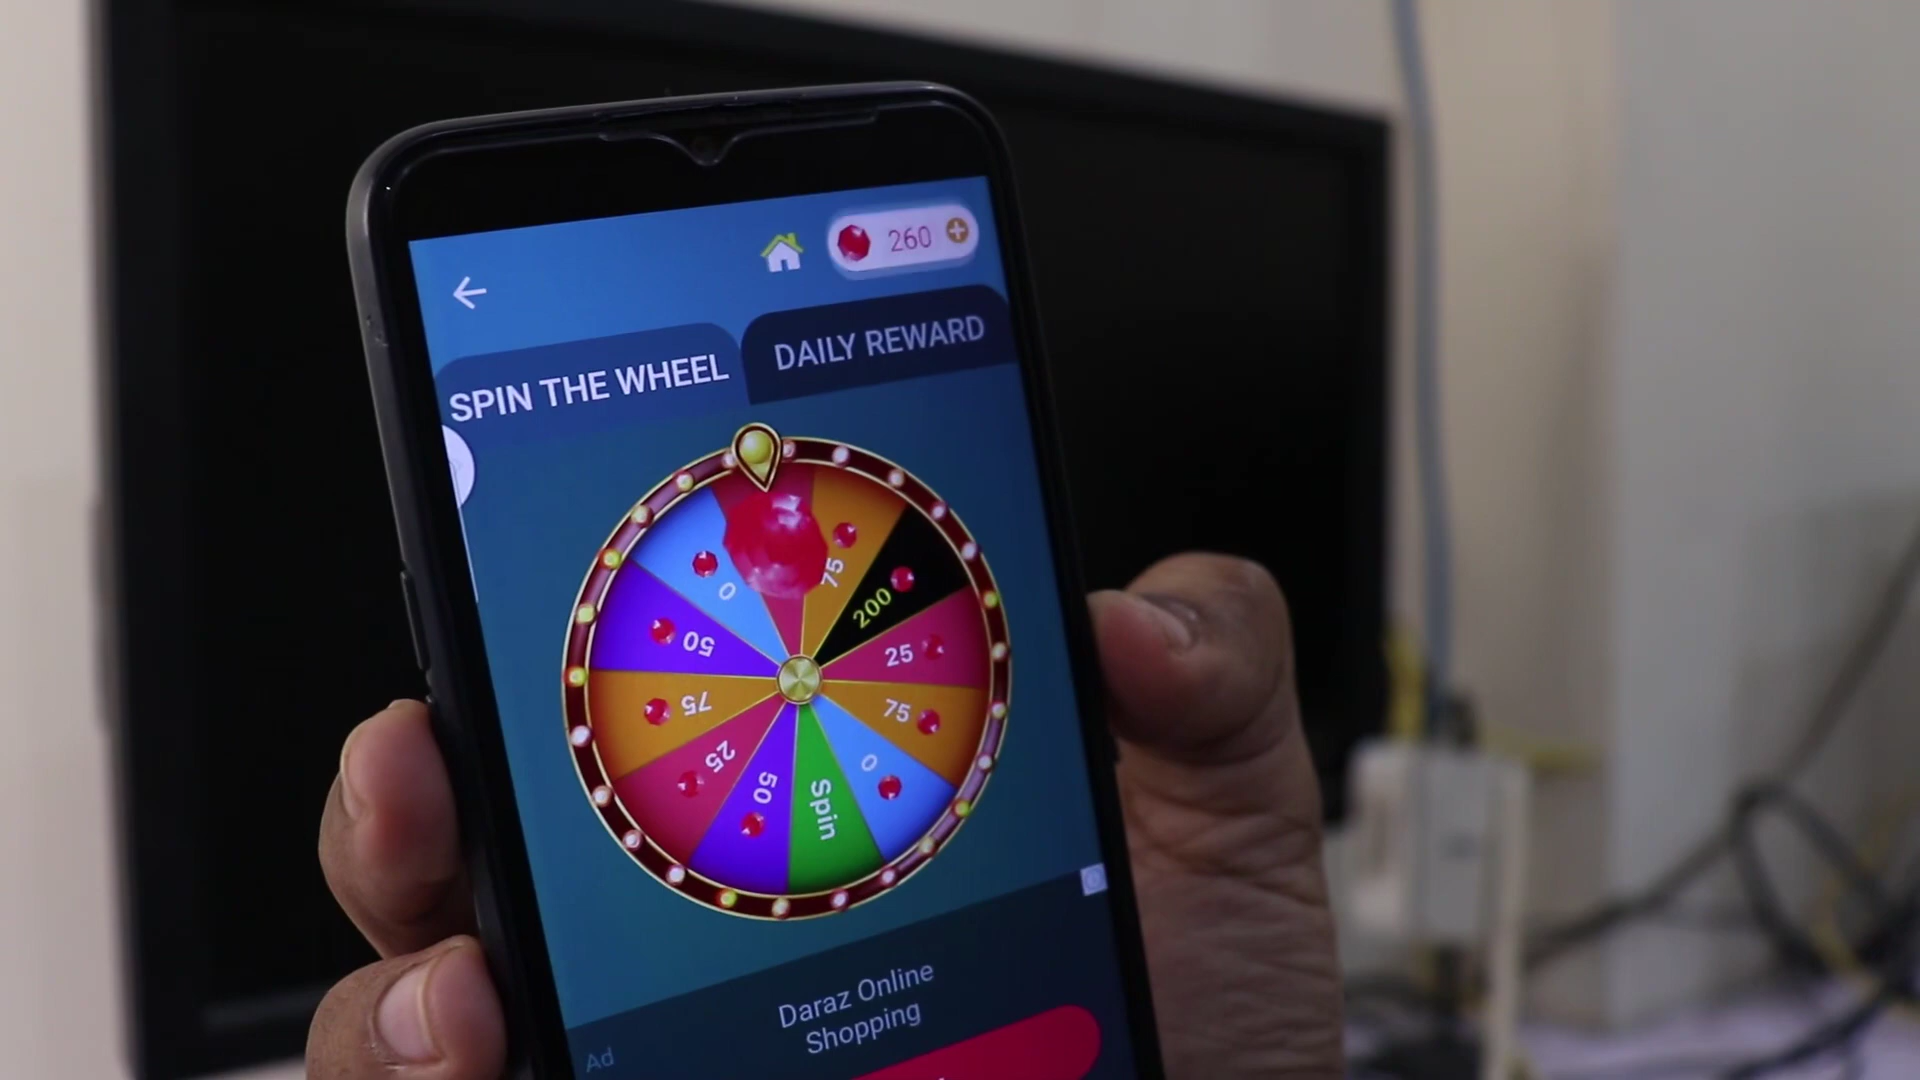 260
SPIN THE WHEEL
DAILY REWARD
0
75
200
50
25
75
75
25
50
Spin
0
Daraz Online
Shopping
Ad